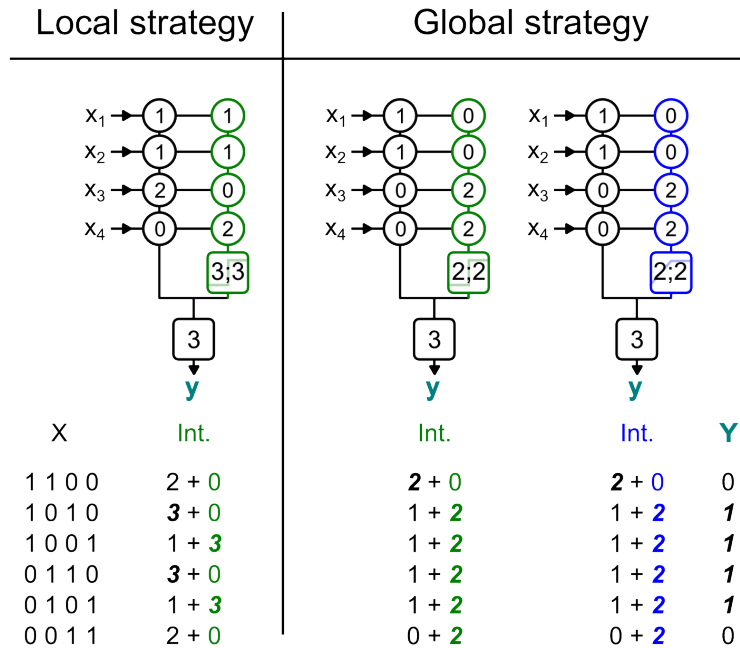 Local strategy Global strategy
x1 1 1 x1 1 0 x1 1 0
x2 1 1 x2 1 0 x2 1 0
x3 2 0 x3 0 2 x3 0 2
x4 0 2 x4 0 2 x4 0 2
3;3 2;2 2;2
3 3 3
y y y
X Int. Int. Int. Y
1 1 0 0 2 + 0 2 + 0 2 + 0 0
1 0 1 0 3 + 0 1 + 2 1 + 2 1
1 0 0 1 1 + 3 1 + 2 1 + 2 1
0 1 1 0 3 + 0 1 + 2 1 + 2 1
0 1 0 1 1 + 3 1 + 2 1 + 2 1
0 0 1 1 2 + 0 0 + 2 0 + 2 0